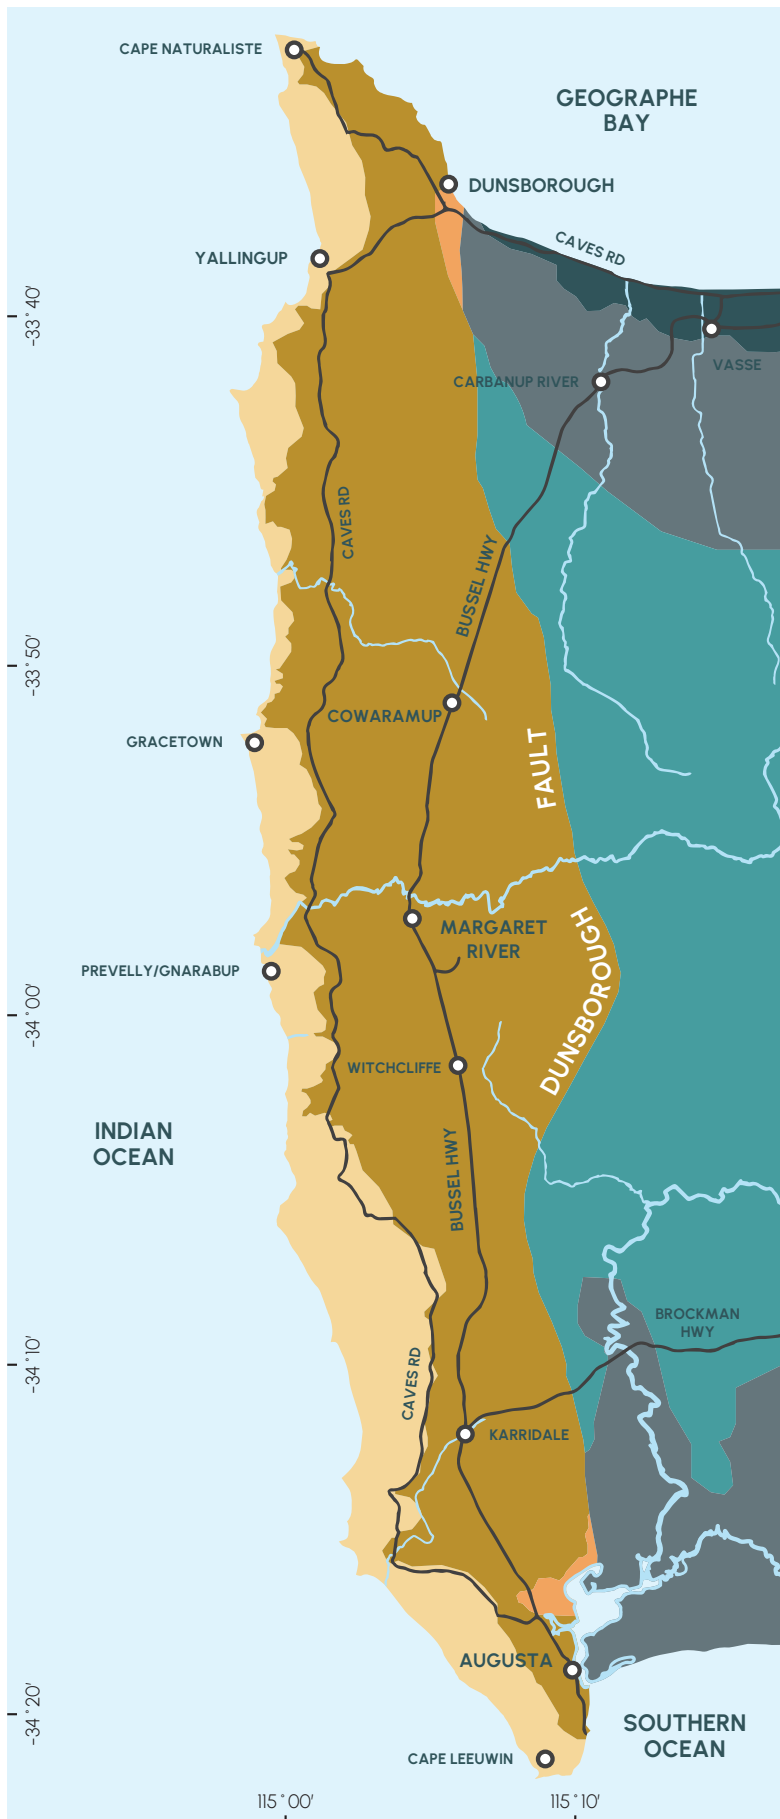 CAPE NATURALISTE
GEOGRAPHE
BAY
DUNSBOROUGH
CAVES RD
YALLINGUP
-33°40'
VASSE
CARBANUP RIVER
CAVES RD
BUSSEL HWY
-33°50'
COWARAMUP
GRACETOWN
FAULT
MARGARET
RIVER
DUNSBOROUGH
PREVELLY/GNARABUP
-34°00'
WITCHCLIFFE
INDIAN
OCEAN
BUSSEL HWY
BROCKMAN
HWY
-34°10'
CAVES RD
KARRIDALE
AUGUSTA
-34°20'
SOUTHERN
OCEAN
CAPE LEEUWIN
115°00'
115°10'